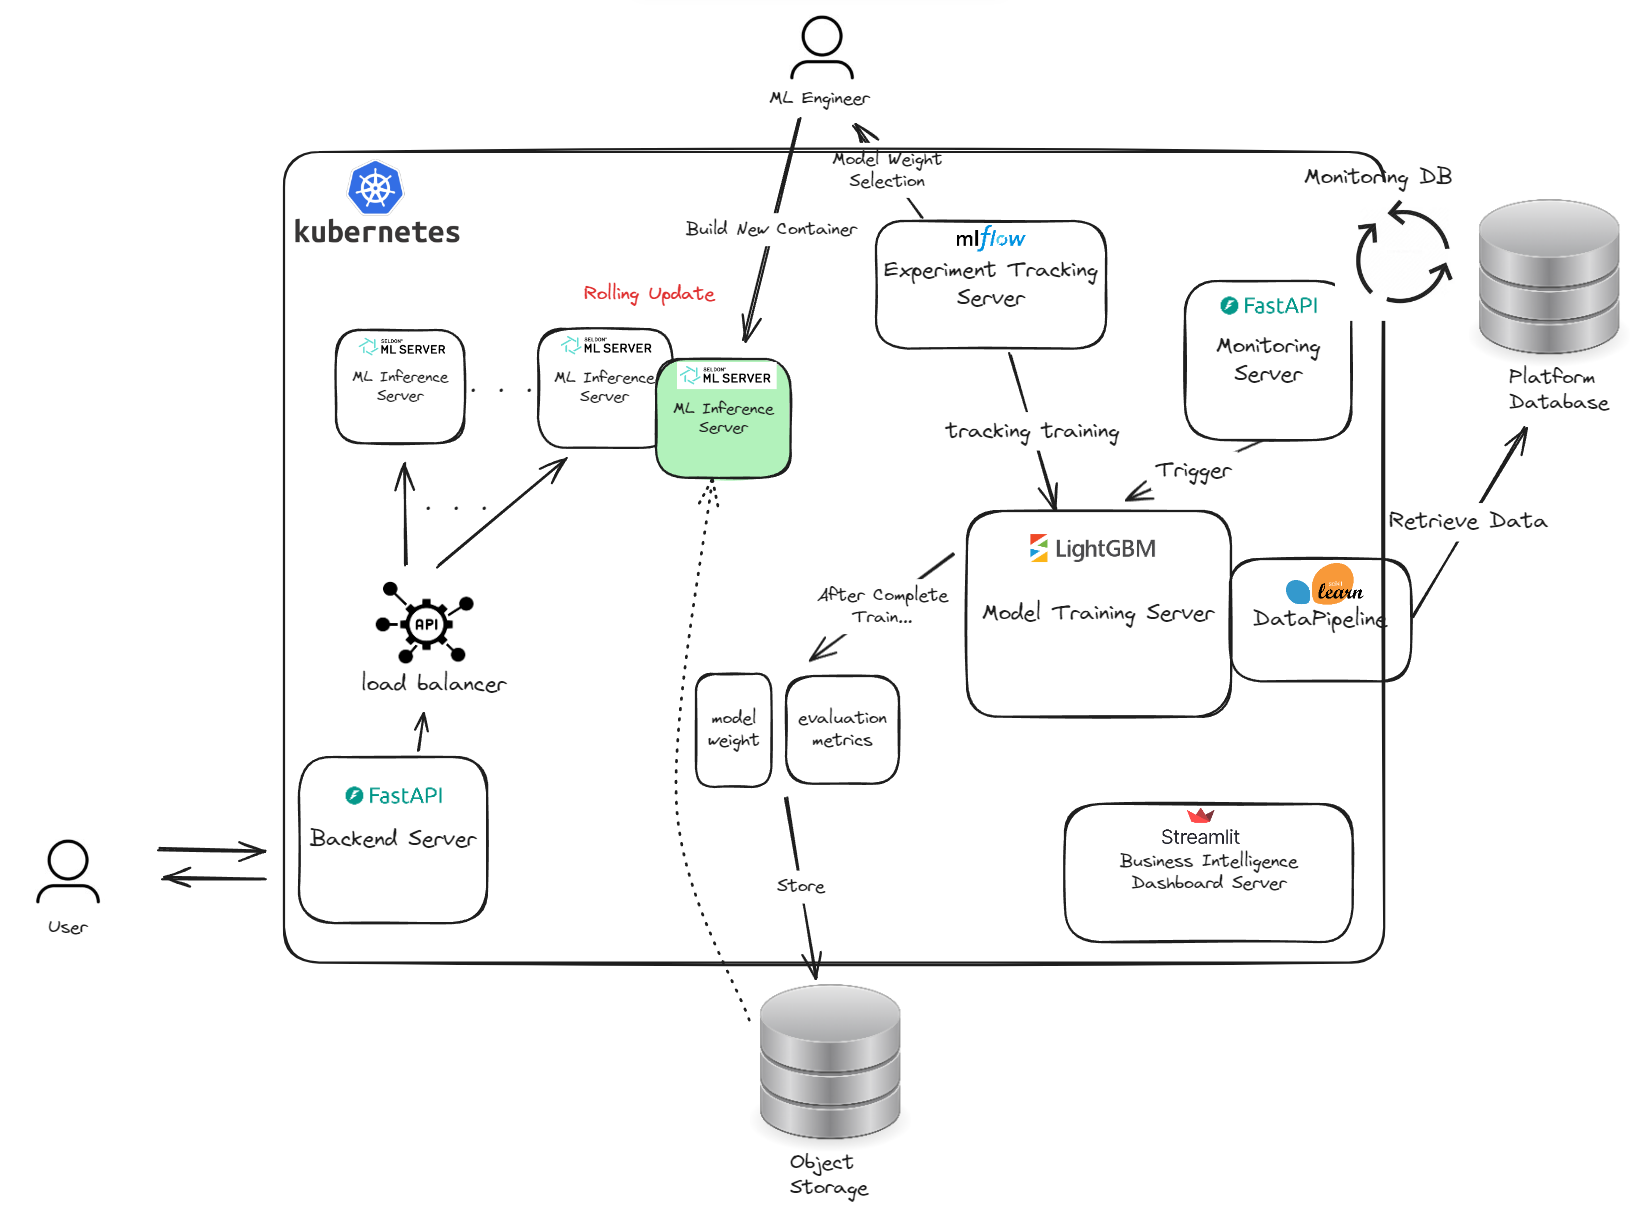 ML Engineer
Model Weight
Selection
Monitoring DB
kubernetes
Build New Container
mlflow
Experiment Tracking
Server
Rolling Update
FastAPI
Monitoring
Server
SELDON
ML SERVER
ML Inference
Server
. . .
SELDON
ML SERVER
ML Inference
Server
SELDON
ML SERVER
ML Inference
Server
Platform
Database
tracking training
Trigger
. . . .
Retrieve Data
LightGBM
Model Training Server
learn
DataPipeline
After Complete
Train...
API
load balancer
model
weight
evaluation
metrics
FastAPI
Backend Server
Streamlit
Business Intelligence
Dashboard Server
Store
User
Object
Storage